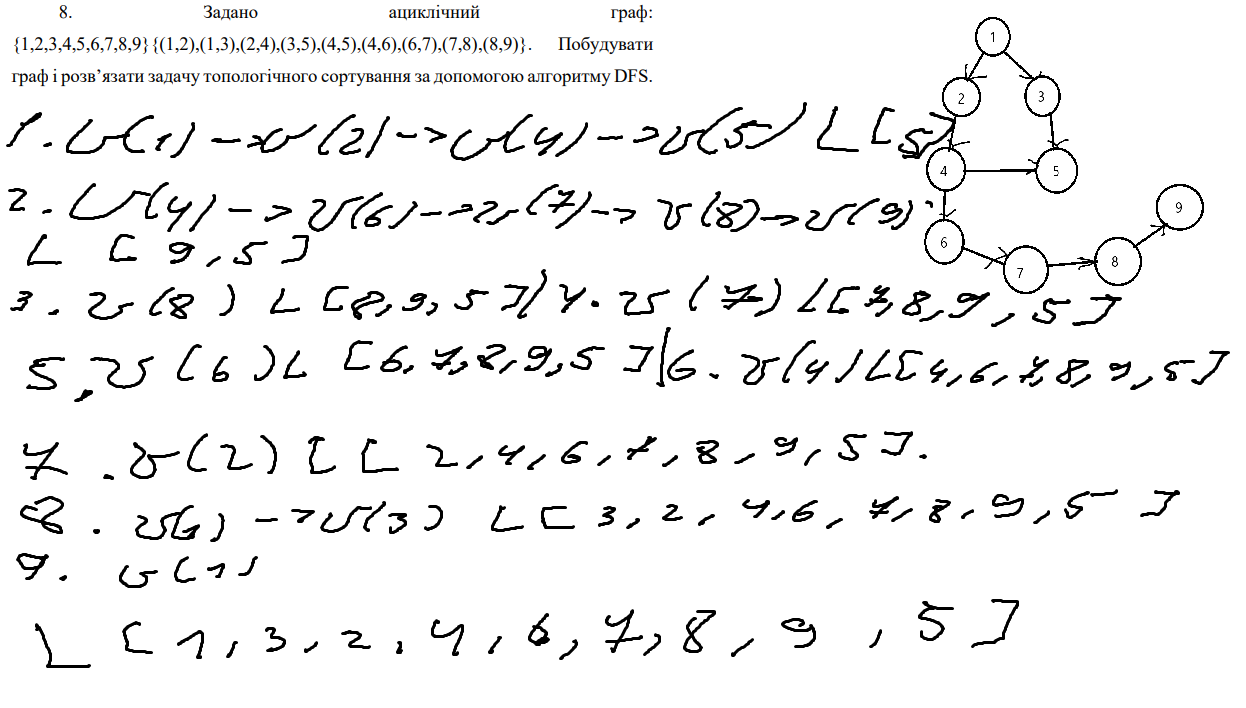 8. Задано ациклічний граф:
{1,2,3,4,5,6,7,8,9}{(1,2),(1,3),(2,4),(3,5),(4,5),(4,6),(6,7),(7,8),(8,9)}. Побудувати
граф і розв’язати задачу топологічного сортування за допомогою алгоритму DFS.
1
2
3
4
5
6
7
8
9
1. v(1) -> v(2) -> v(4) -> v(5) L [5]
2. v(4) -> v(6) -> v(7) -> v(8) -> v(9)
L [9,5]
3. v(8) L [8,9,5] | 4. v(7) L [7,8,9,5]
5, v(6) L [6,7,8,9,5] | 6. v(4) L [4,6,7,8,9,5]
7. v(2) [ [2,4,6,7,8,9,5].
8. v(1) -> v(3) L [3,2,4,6,7,8,9,5]
9. v(1)
L [1,3,2,4,6,7,8,9,5]